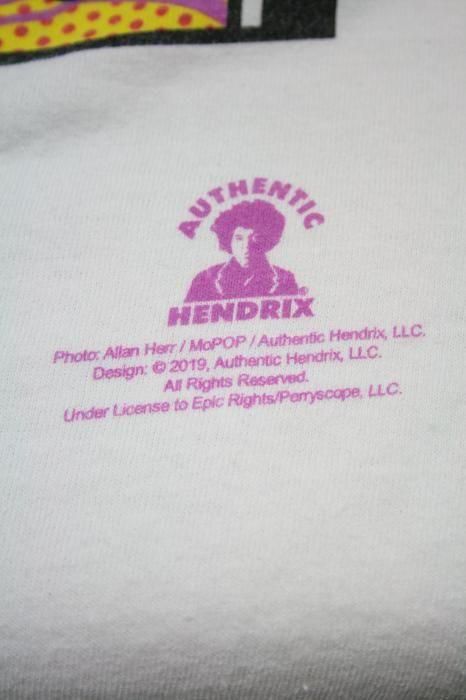 AUTHENTIC
HENDRIX®
Photo: Allan Herr / MoPOP / Authentic Hendrix, LLC.
Design: © 2019, Authentic Hendrix, LLC.
All Rights Reserved.
Under License to Epic Rights/Perryscope, LLC.